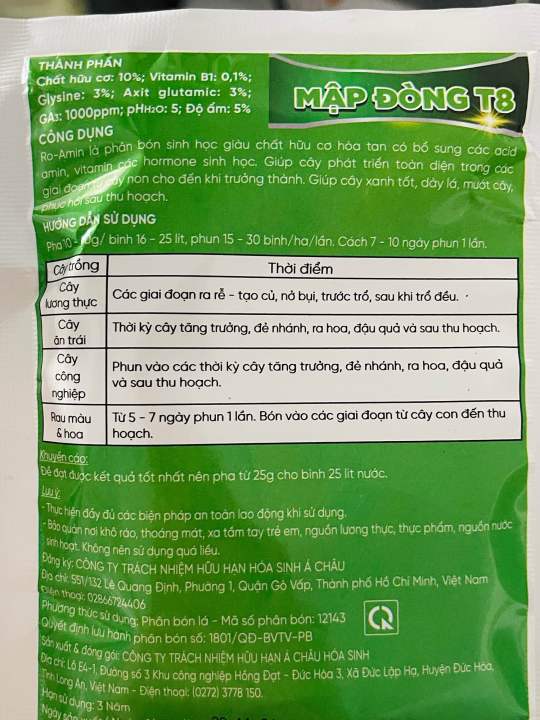 THÀNH PHẦN
Chất hữu cơ: 10%; Vitamin B1: 0,1%;
Glysine: 3%; Axit glutamic: 3%;
GA3: 1000ppm; pHH2O: 5; Độ ẩm: 5%
MẬP ĐÒNG T8
CÔNG DỤNG
Ro-Amin là phân bón sinh học giàu chất hữu cơ hòa tan có bổ sung các acid
amin, vitamin các hormone sinh học. Giúp cây phát triển toàn diện trong các
giai đoạn từ cây non cho đến khi trưởng thành. Giúp cây xanh tốt, dày lá, mướt cây,
phục hồi sau thu hoạch.
HƯỚNG DẪN SỬ DỤNG
Pha 10 - g/ bình 16 - 25 lít, phun 15 - 30 bình/ha/lần. Cách 7 - 10 ngày phun 1 lần.
Cây trồng
Thời điểm
Cây
lương thực
Các giai đoạn ra rễ - tạo củ, nở bụi, trước trổ, sau khi trổ đều.
Cây
ăn trái
Thời kỳ cây tăng trưởng, đẻ nhánh, ra hoa, đậu quả và sau thu hoạch.
Cây
công
nghiệp
Phun vào các thời kỳ cây tăng trưởng, đẻ nhánh, ra hoa, đậu quả
và sau thu hoạch.
Rau màu
& hoa
Từ 5 - 7 ngày phun 1 lần. Bón vào các giai đoạn từ cây con đến thu
hoạch.
Khuyến cáo:
Để đạt được kết quả tốt nhất nên pha từ 25g cho bình 25 lít nước.
Lưu ý:
- Thực hiện đầy đủ các biện pháp an toàn lao động khi sử dụng.
- Bảo quản nơi khô ráo, thoáng mát, xa tầm tay trẻ em, nguồn lương thực, thực phẩm, nguồn nước
sinh hoạt. Không nên sử dụng quá liều.
Đăng ký: CÔNG TY TRÁCH NHIỆM HỮU HẠN HÓA SINH Á CHÂU
Địa chỉ: 551/132 Lê Quang Định, Phường 1, Quận Gò Vấp, Thành phố Hồ Chí Minh, Việt Nam
Điện thoại: 02866724406
Phương thức sử dụng: Phân bón lá - Mã số phân bón: 12143
Quyết định lưu hành phân bón số: 1801/QĐ-BVTV-PB
Sản xuất & đóng gói: CÔNG TY TRÁCH NHIỆM HỮU HẠN Á CHÂU HÓA SINH
Địa chỉ: Lô E4-1, Đường số 3 Khu công nghiệp Hồng Đạt - Đức Hòa 3, Xã Đức Lập Hạ, Huyện Đức Hòa,
Tỉnh Long An, Việt Nam - Điện thoại: (0272) 3778 150.
Hạn sử dụng: 3 Năm
Ngày sản